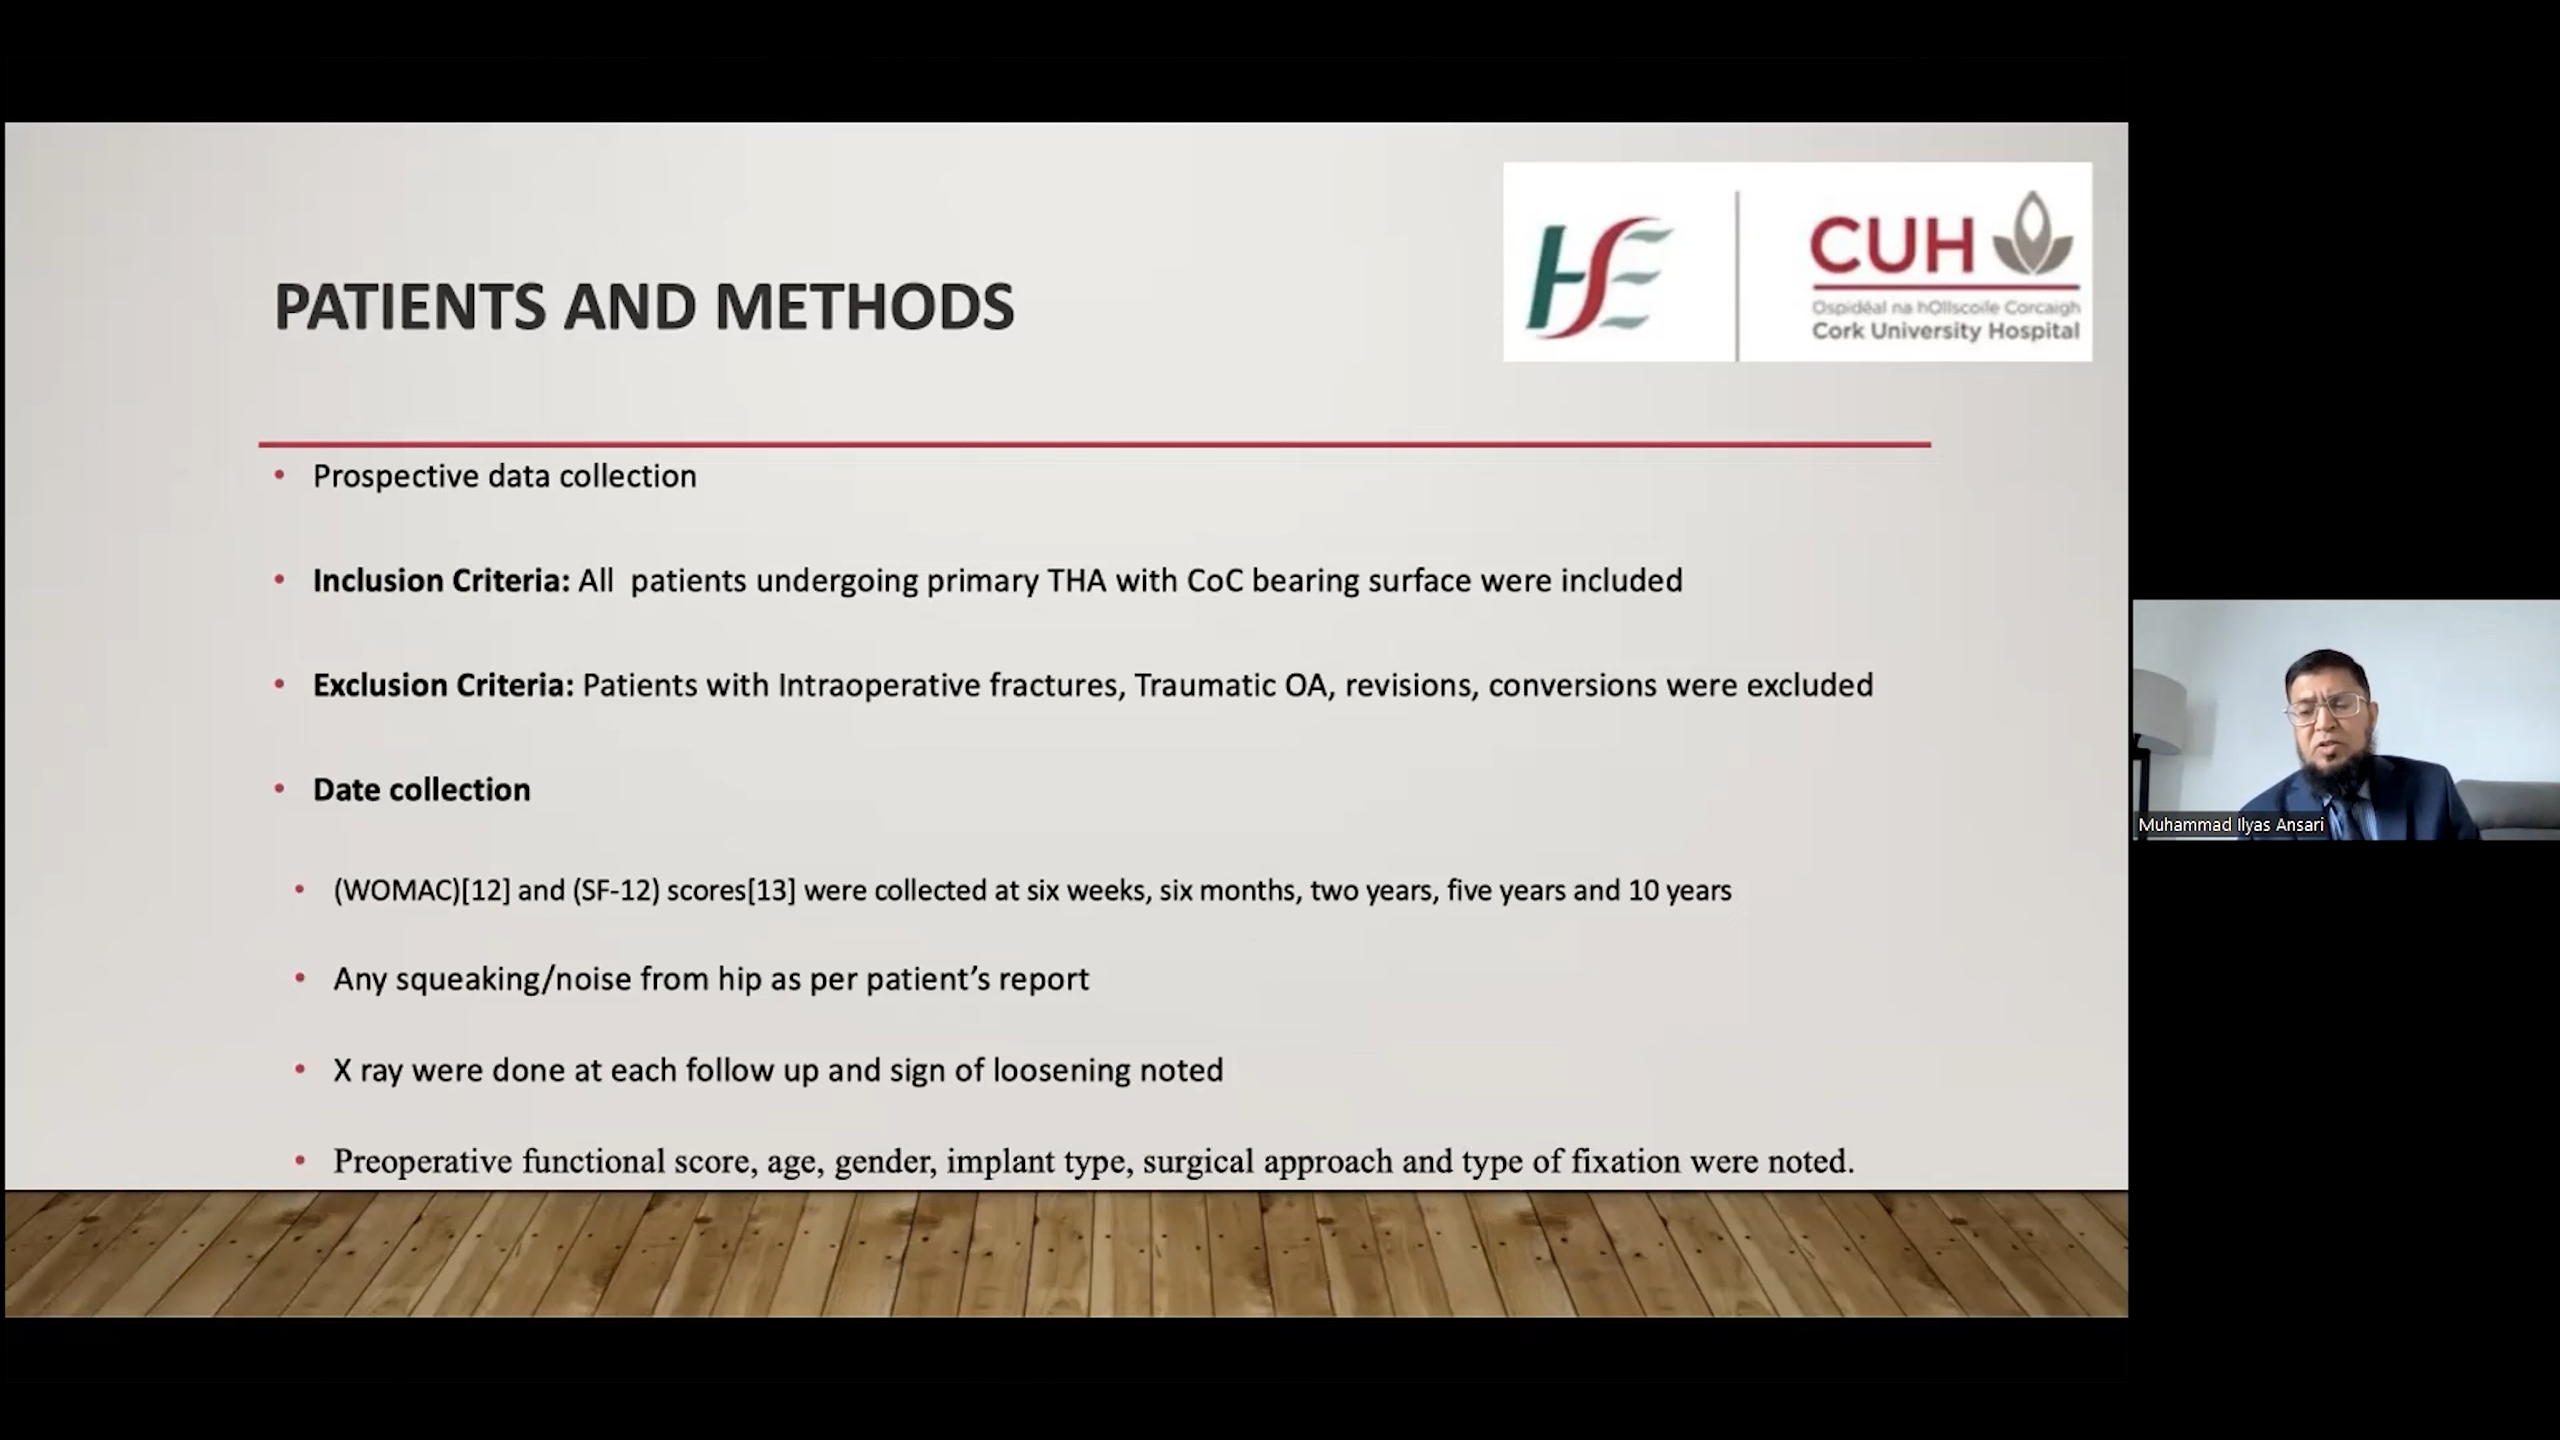 HSE
CUH
Ospidéal na hOllscoile Corcaigh
Cork University Hospital
PATIENTS AND METHODS
• Prospective data collection
• Inclusion Criteria: All patients undergoing primary THA with CoC bearing surface were included
• Exclusion Criteria: Patients with Intraoperative fractures, Traumatic OA, revisions, conversions were excluded
• Date collection
• (WOMAC)[12] and (SF-12) scores[13] were collected at six weeks, six months, two years, five years and 10 years
• Any squeaking/noise from hip as per patient’s report
• X ray were done at each follow up and sign of loosening noted
• Preoperative functional score, age, gender, implant type, surgical approach and type of fixation were noted.
Muhammad Ilyas Ansari